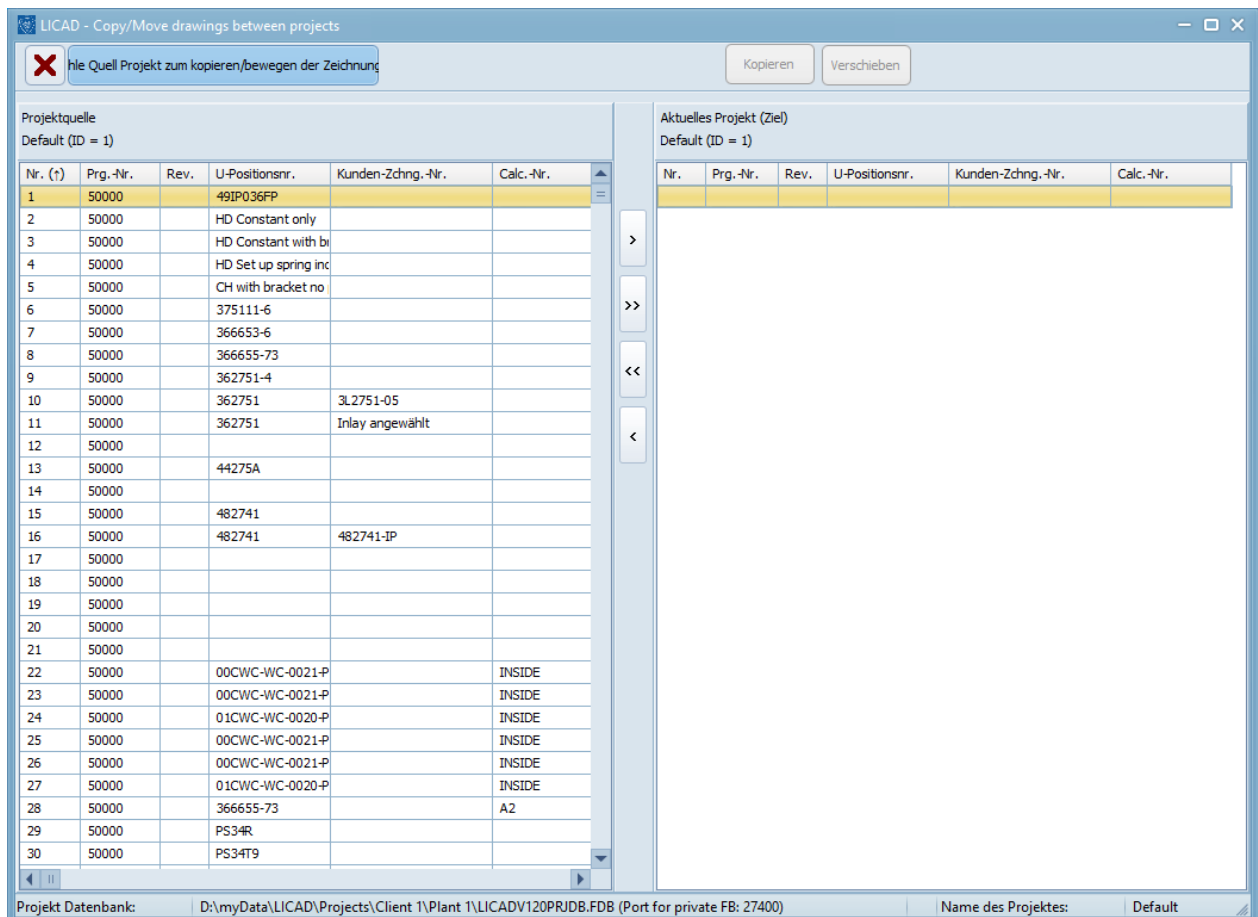 LICAD - Copy/Move drawings between projects
hle Quell Projekt zum kopieren/bewegen der Zeichnung
Kopieren
Verschieben
Projektquelle
Default (ID = 1)
Nr. (↑) Prg.-Nr. Rev. U-Positionsnr. Kunden-Zchng.-Nr. Calc.-Nr.
1 50000 49IP036FP
2 50000 HD Constant only
3 50000 HD Constant with br
4 50000 HD Set up spring inc
5 50000 CH with bracket no
6 50000 375111-6
7 50000 366653-6
8 50000 366655-73
9 50000 362751-4
10 50000 362751 3L2751-05
11 50000 362751 Inlay angewählt
12 50000
13 50000 44275A
14 50000
15 50000 482741
16 50000 482741 482741-IP
17 50000
18 50000
19 50000
20 50000
21 50000
22 50000 00CWC-WC-0021-P INSIDE
23 50000 00CWC-WC-0021-P INSIDE
24 50000 01CWC-WC-0020-P INSIDE
25 50000 00CWC-WC-0021-P INSIDE
26 50000 00CWC-WC-0021-P INSIDE
27 50000 01CWC-WC-0020-P INSIDE
28 50000 366655-73 A2
29 50000 PS34R
30 50000 PS34T9
>
>>
<<
<
Aktuelles Projekt (Ziel)
Default (ID = 1)
Nr. Prg.-Nr. Rev. U-Positionsnr. Kunden-Zchng.-Nr. Calc.-Nr.
Projekt Datenbank: D:\myData\LICAD\Projects\Client 1\Plant 1\LICADV120PRJDB.FDB (Port for private FB: 27400) Name des Projektes: Default